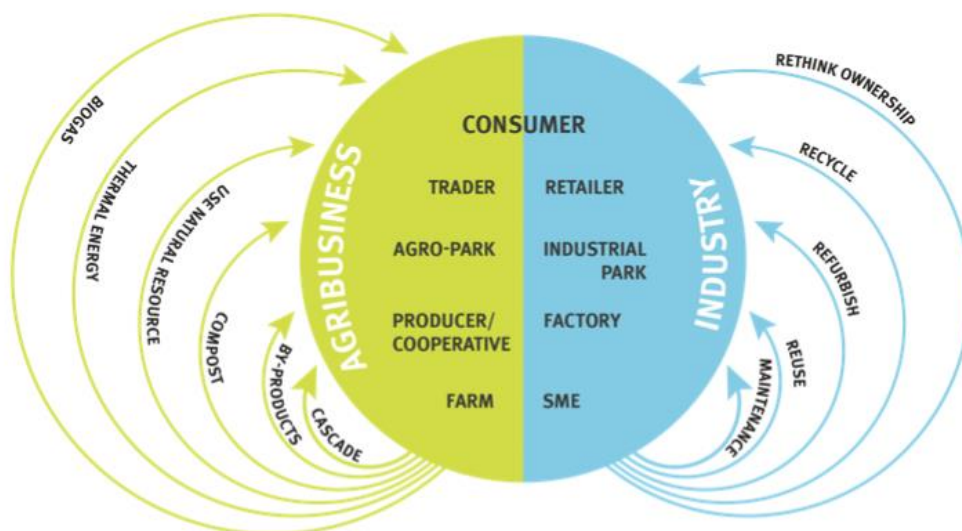 BIOGAS
THERMAL ENERGY
USE NATURAL RESOURCE
COMPOST
BY-PRODUCTS
CASCADE
AGRIBUSINESS
CONSUMER
TRADER
RETAILER
AGRO-PARK
INDUSTRIAL
PARK
PRODUCER/
COOPERATIVE
FACTORY
FARM
SME
INDUSTRY
RETHINK OWNERSHIP
RECYCLE
REFURBISH
REUSE
MAINTENANCE